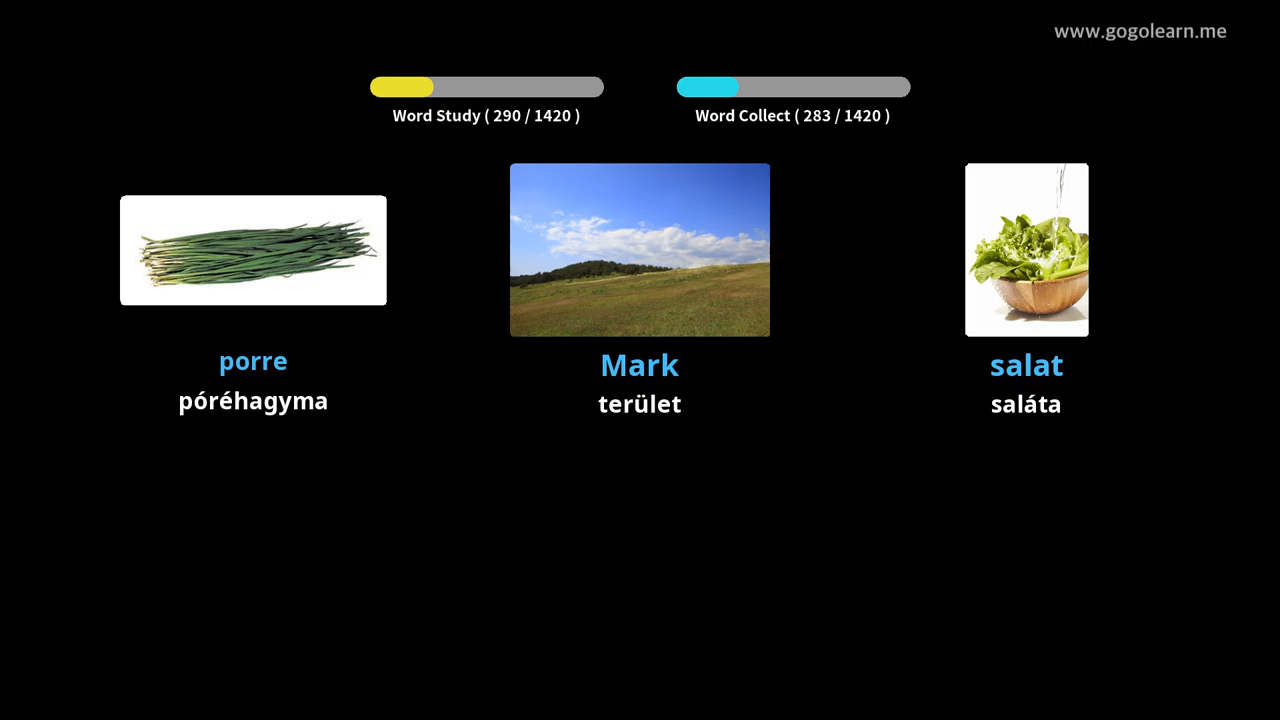 www.gogolearn.me
Word Study ( 290 / 1420 )
Word Collect ( 283 / 1420 )
porre
póréhagyma
Mark
terület
salat
saláta